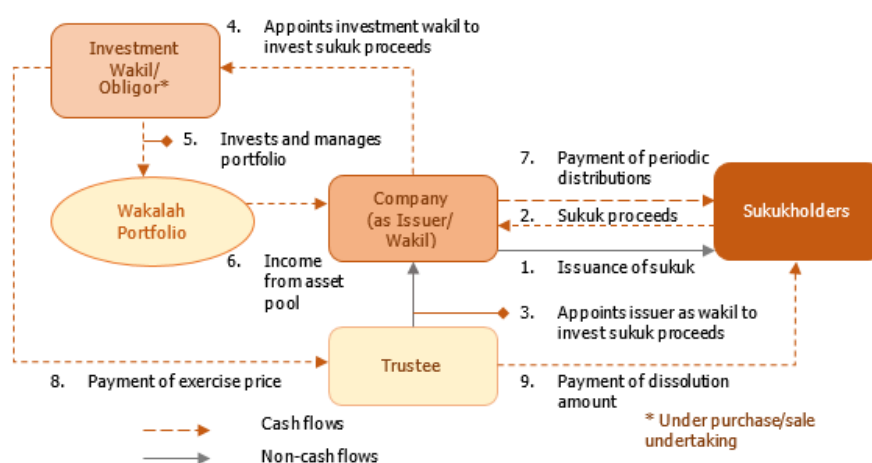 4. Appoints investment wakil to
invest sukuk proceeds
Investment
Wakil/
Obligor*
5. Invests and manages
portfolio
Wakalah
Portfolio
6. Income
from asset
pool
Company
(as Issuer/
Wakil)
7. Payment of periodic
distributions
2. Sukuk proceeds
1. Issuance of sukuk
Sukukholders
3. Appoints issuer as wakil to
invest sukuk proceeds
Trustee
8. Payment of exercise price
9. Payment of dissolution
amount
* Under purchase/sale
undertaking
Cash flows
Non-cash flows